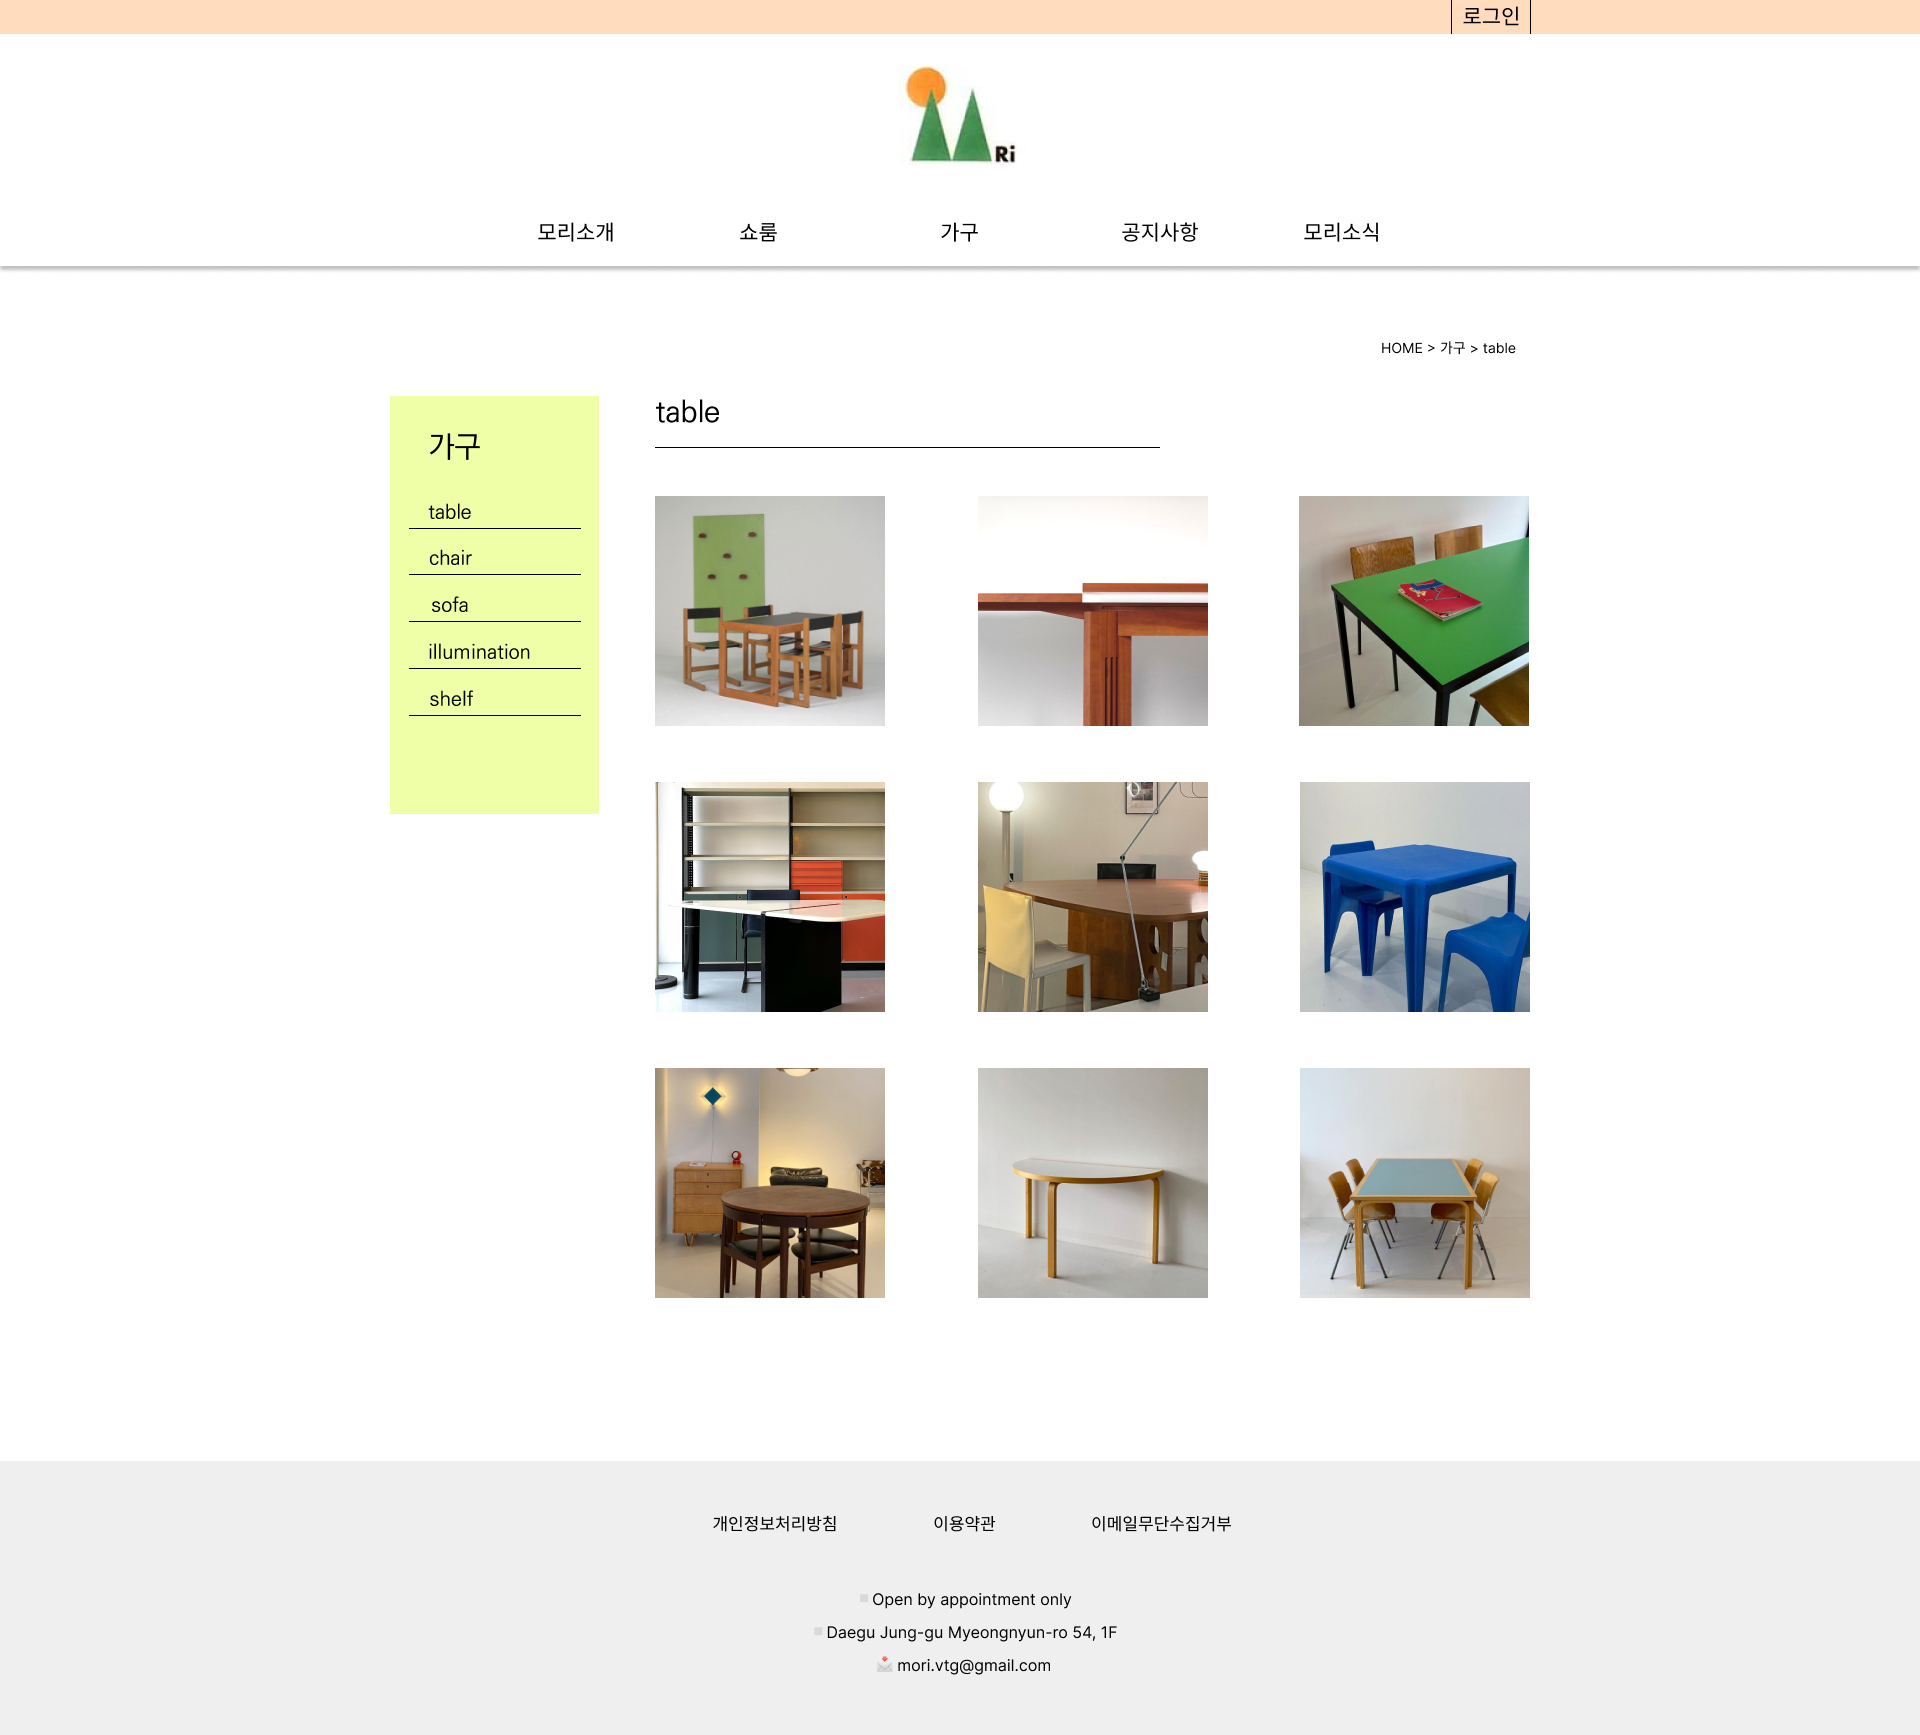 로그인
Ri
모리소개 쇼룸 가구 공지사항 모리소식
HOME > 가구 > table
table
가구
table
chair
sofa
illumination
shelf
개인정보처리방침 이용약관 이메일무단수집거부
Open by appointment only
Daegu Jung-gu Myeongnyun-ro 54, 1F
mori.vtg@gmail.com